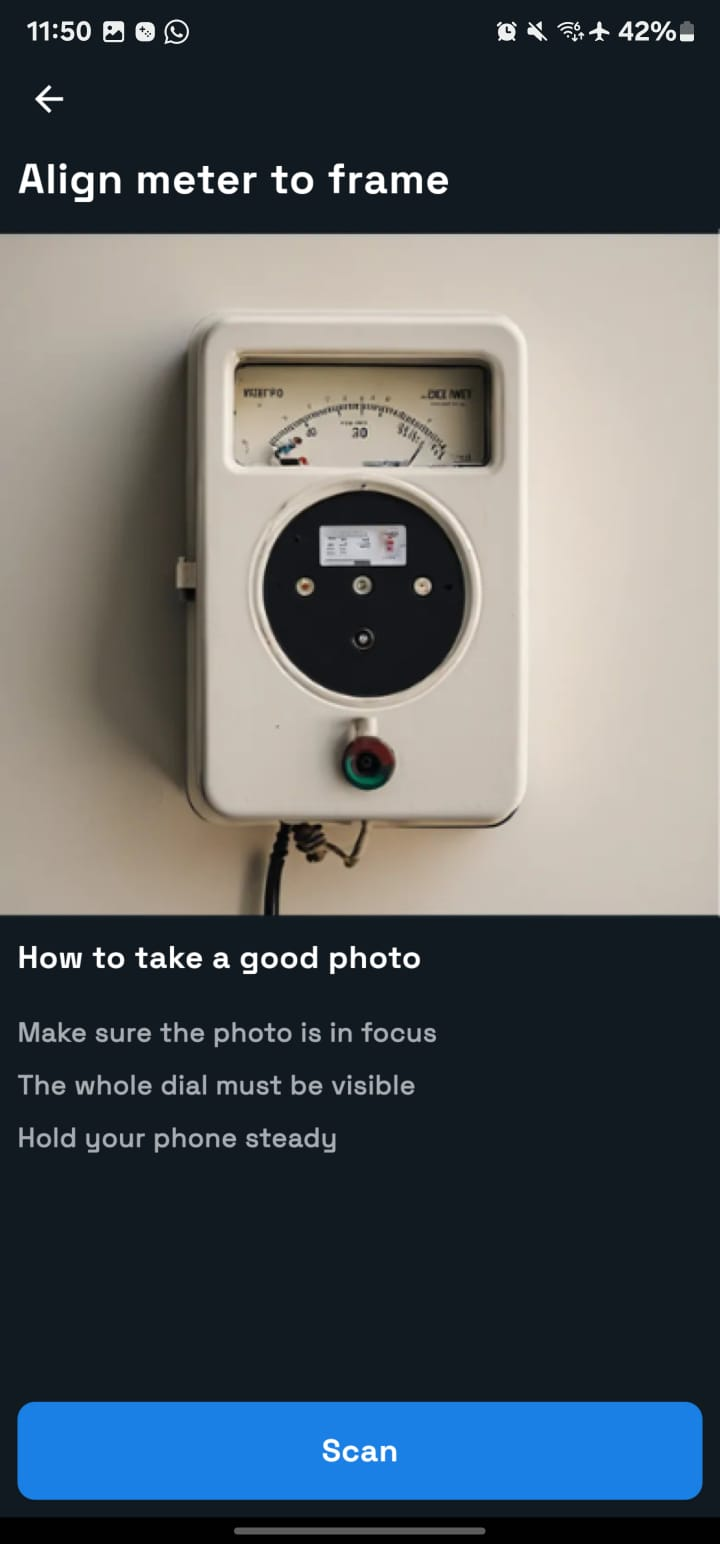 11:50
42%
Align meter to frame
30
How to take a good photo
Make sure the photo is in focus
The whole dial must be visible
Hold your phone steady
Scan